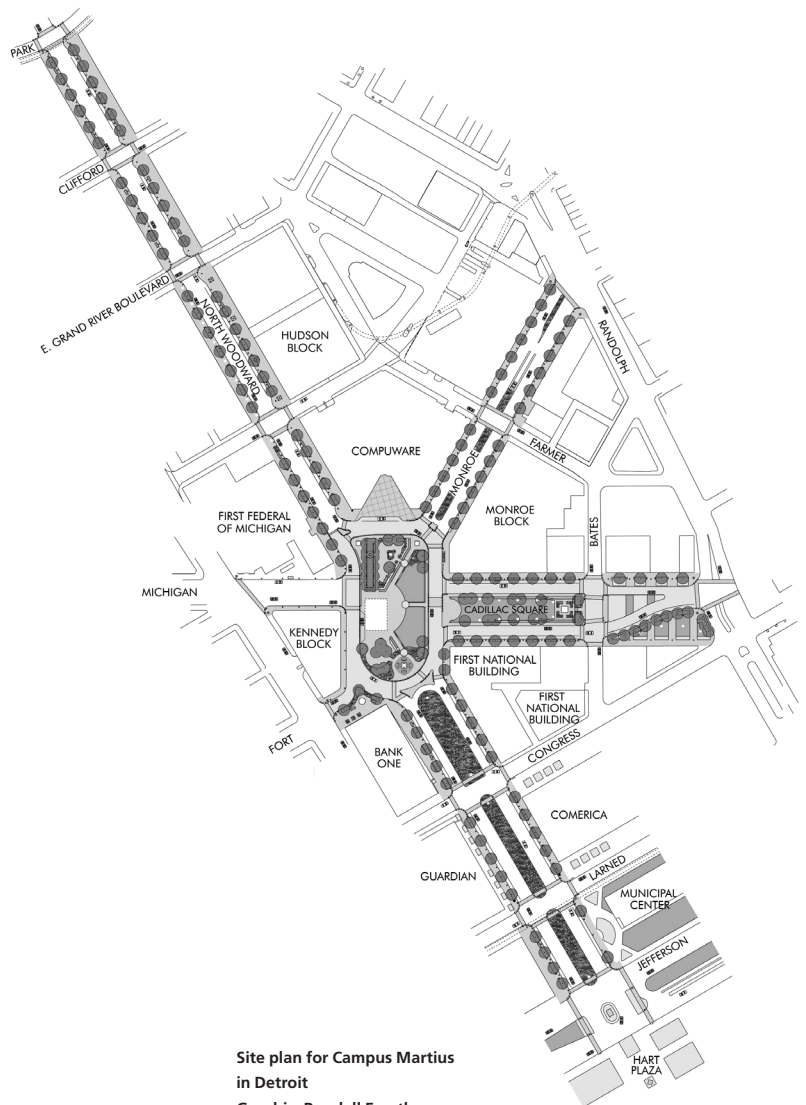 PARK
CLIFFORD
E. GRAND RIVER BOULEVARD
NORTH WOODWARD
HUDSON
BLOCK
RANDOLPH
COMPUWARE
MONROE
FARMER
FIRST FEDERAL
OF MICHIGAN
MONROE
BLOCK
BATES
MICHIGAN
CADILLAC SQUARE
KENNEDY
BLOCK
FIRST NATIONAL
BUILDING
FIRST
NATIONAL
BUILDING
FORT
BANK
ONE
CONGRESS
COMERICA
GUARDIAN
LARNED
MUNICIPAL
CENTER
JEFFERSON
HART
PLAZA
Site plan for Campus Martius
in Detroit